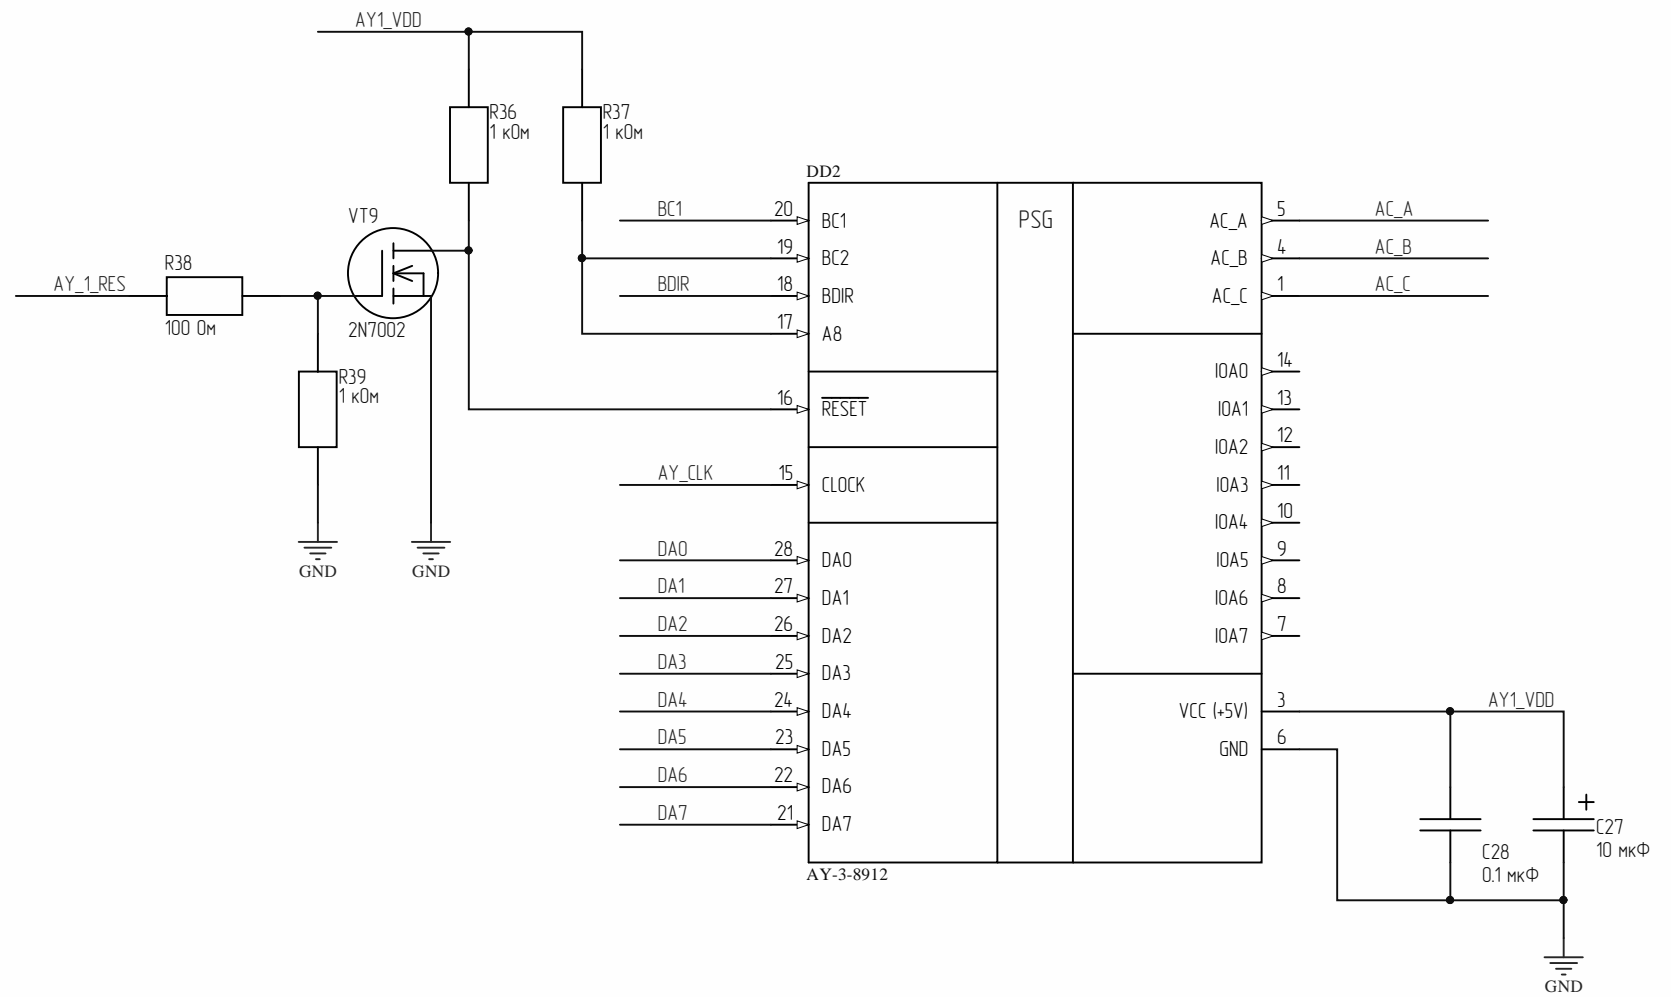 AY1_VDD
R36
1 кОм
R37
1 кОм
DD2
VT9
2N7002
R38
100 Ом
AY_1_RES
R39
1 кОм
GND
GND
BC1 20 BC1
19 BC2
BDIR 18 BDIR
17 A8
16 RESET
AY_CLK 15 CLOCK
DA0 28 DA0
DA1 27 DA1
DA2 26 DA2
DA3 25 DA3
DA4 24 DA4
DA5 23 DA5
DA6 22 DA6
DA7 21 DA7
PSG
AC_A 5 AC_A
AC_B 4 AC_B
AC_C 1 AC_C
IOA0 14
IOA1 13
IOA2 12
IOA3 11
IOA4 10
IOA5 9
IOA6 8
IOA7 7
VCC (+5V) 3 AY1_VDD
GND 6
AY-3-8912
+
C27
10 мкФ
C28
0.1 мкФ
GND